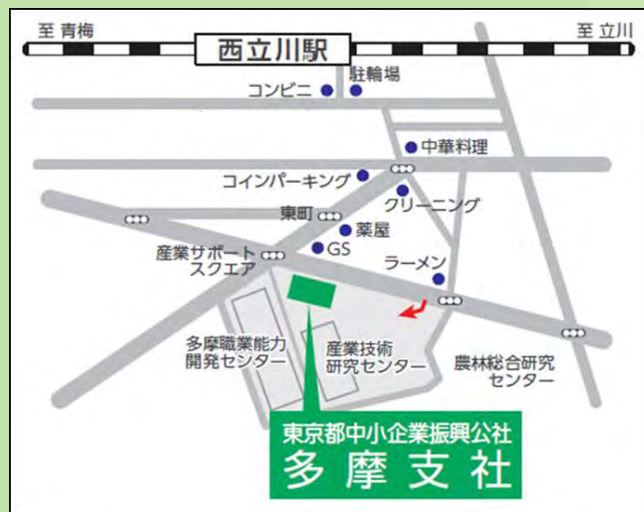 至 青梅
西立川駅
至 立川
コンビニ
駐輪場
中華料理
コインパーキング
クリーニング
東町
薬屋
GS
産業サポート
スクエア
ラーメン
多摩職業能力
開発センター
産業技術
研究センター
農林総合研究
センター
東京都中小企業振興公社
多摩支社